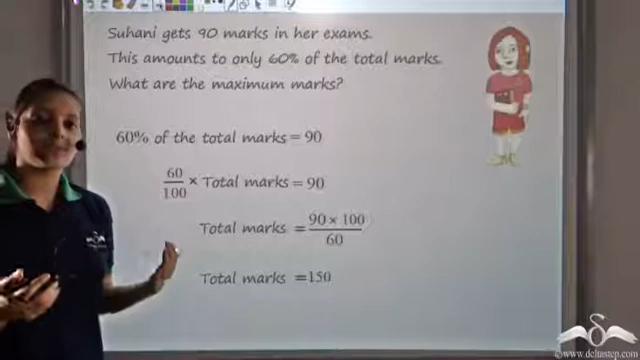 Suhani gets 90 marks in her exams.
This amounts to only 60% of the total marks.
What are the maximum marks?
60% of the total marks = 90
60/100 × Total marks = 90
Total marks = 90 × 100/60
Total marks = 150
©www.deltastep.com